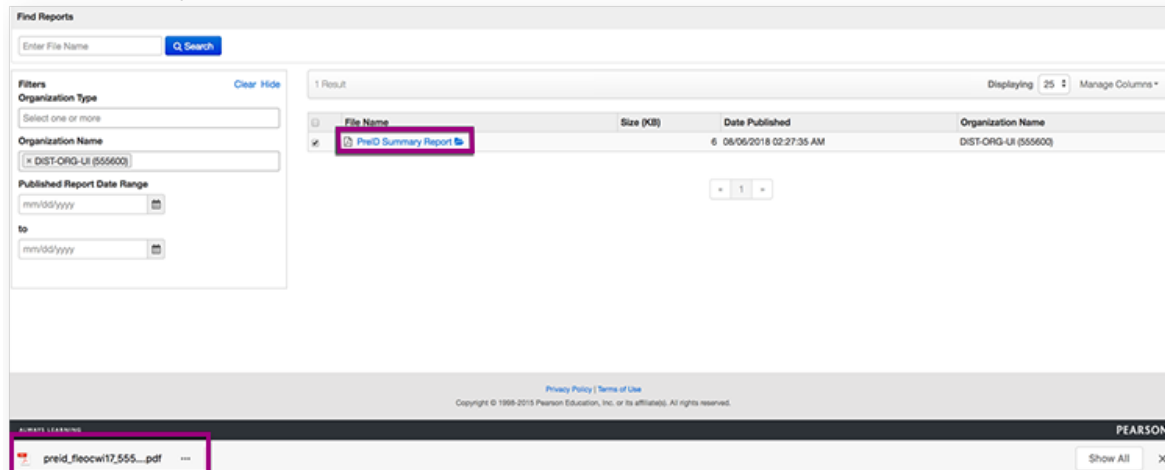 Find Reports
Enter File Name Search
Filters Clear Hide
Organization Type
Select one or more
Organization Name
× DIST-ORG-UI (555600)
Published Report Date Range
mm/dd/yyyy
to
mm/dd/yyyy
1 Result Displaying 25 Manage Columns
File Name Size (KB) Date Published Organization Name
PreID Summary Report 6 08/06/2018 02:27:35 AM DIST-ORG-UI (555600)
« 1 »
Privacy Policy | Terms of Use
Copyright © 1998-2015 Pearson Education, Inc. or its affiliate(s). All rights reserved.
ALWAYS LEARNING PEARSON
preid_fleocwi17_555....pdf ... Show All ×